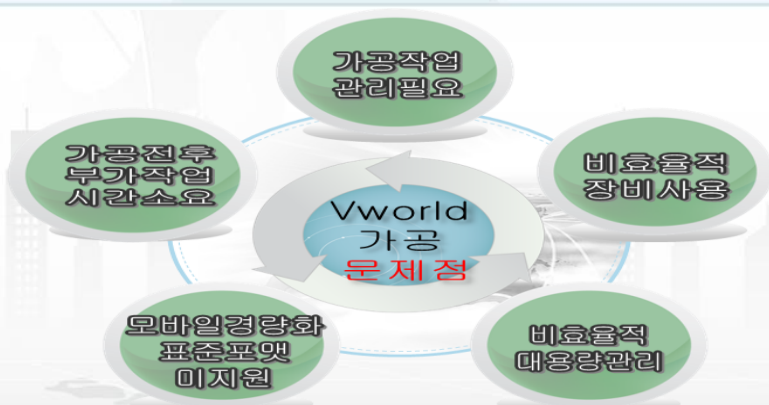 가공작업
관리필요
가공전후
부가작업
시간소요
비효율적
장비사용
Vworld
가공
문제점
모바일경량화
표준포맷
미지원
비효율적
대용량관리